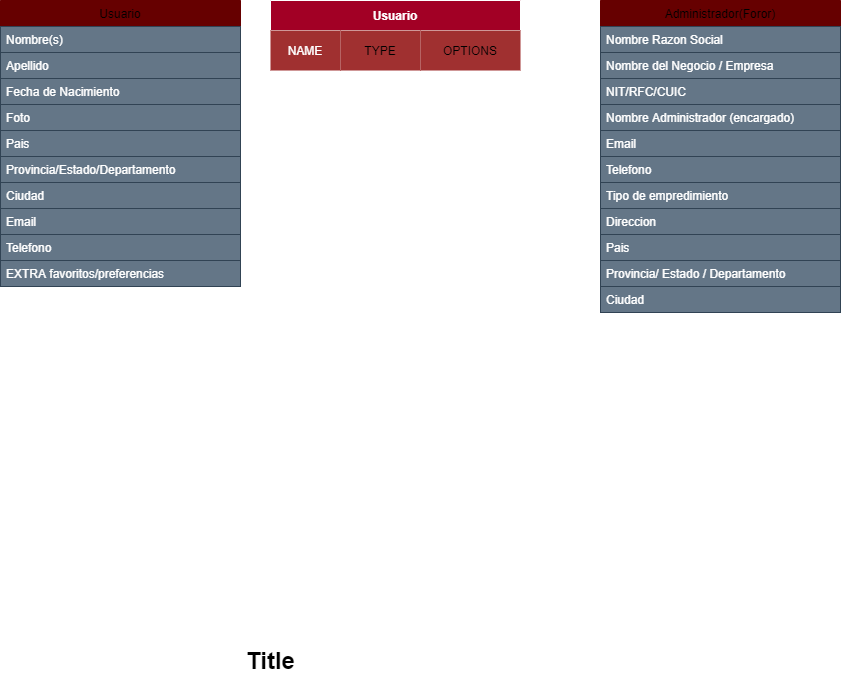 Usuario
Nombre(s)
Apellido
Fecha de Nacimiento
Foto
Pais
Provincia/Estado/Departamento
Ciudad
Email
Telefono
EXTRA favoritos/preferencias
Usuario
NAME TYPE OPTIONS
Administrador(Foror)
Nombre Razon Social
Nombre del Negocio / Empresa
NIT/RFC/CUIC
Nombre Administrador (encargado)
Email
Telefono
Tipo de empredimiento
Direccion
Pais
Provincia/ Estado / Departamento
Ciudad
Title